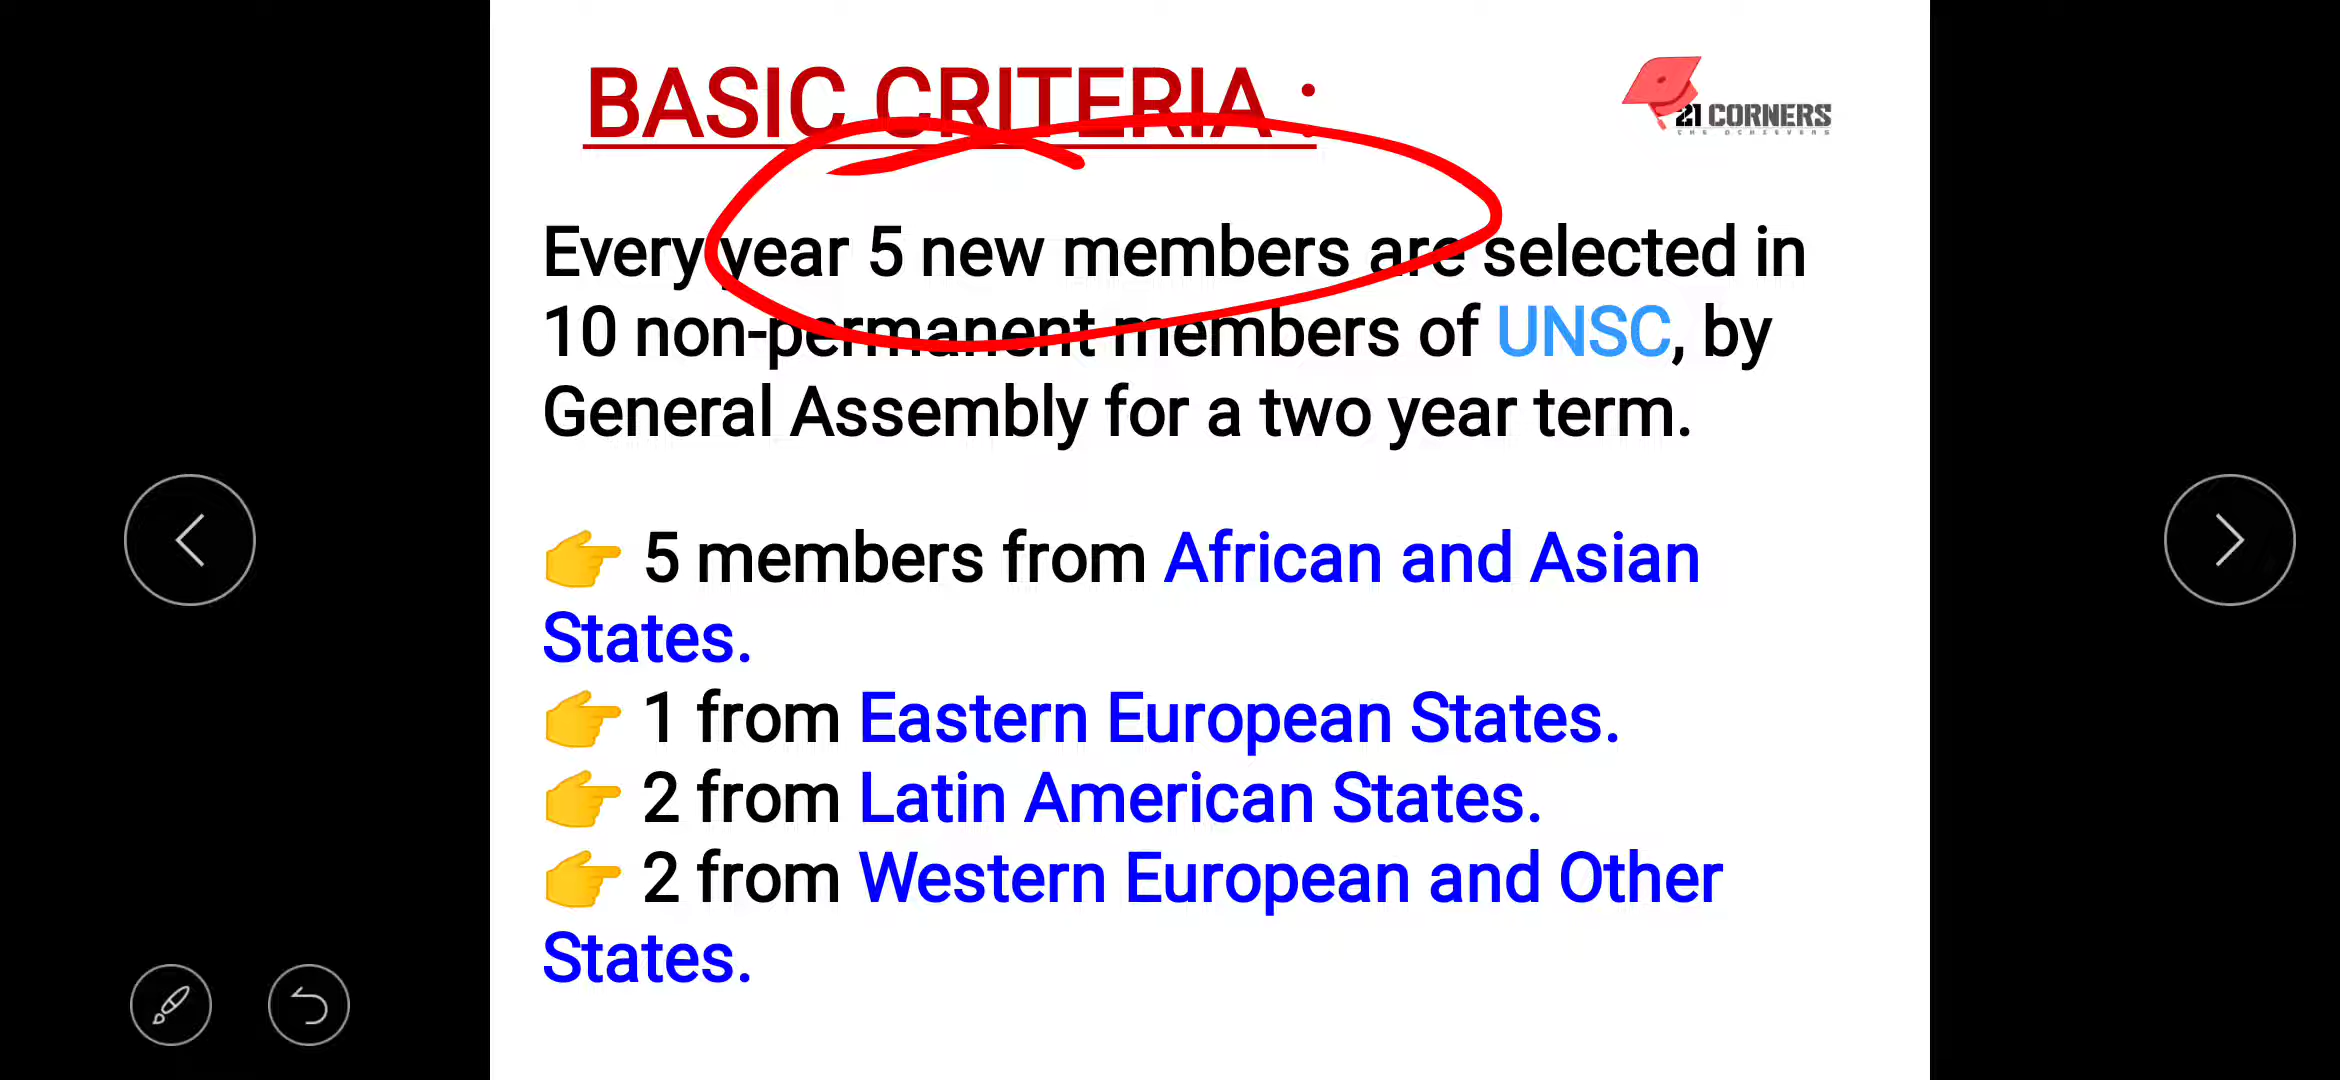 BASIC CRITERIA :
21 CORNERS
THE ACHIEVERS
Every year 5 new members are selected in
10 non-permanent members of UNSC, by
General Assembly for a two year term.
👉 5 members from African and Asian
States.
👉 1 from Eastern European States.
👉 2 from Latin American States.
👉 2 from Western European and Other
States.